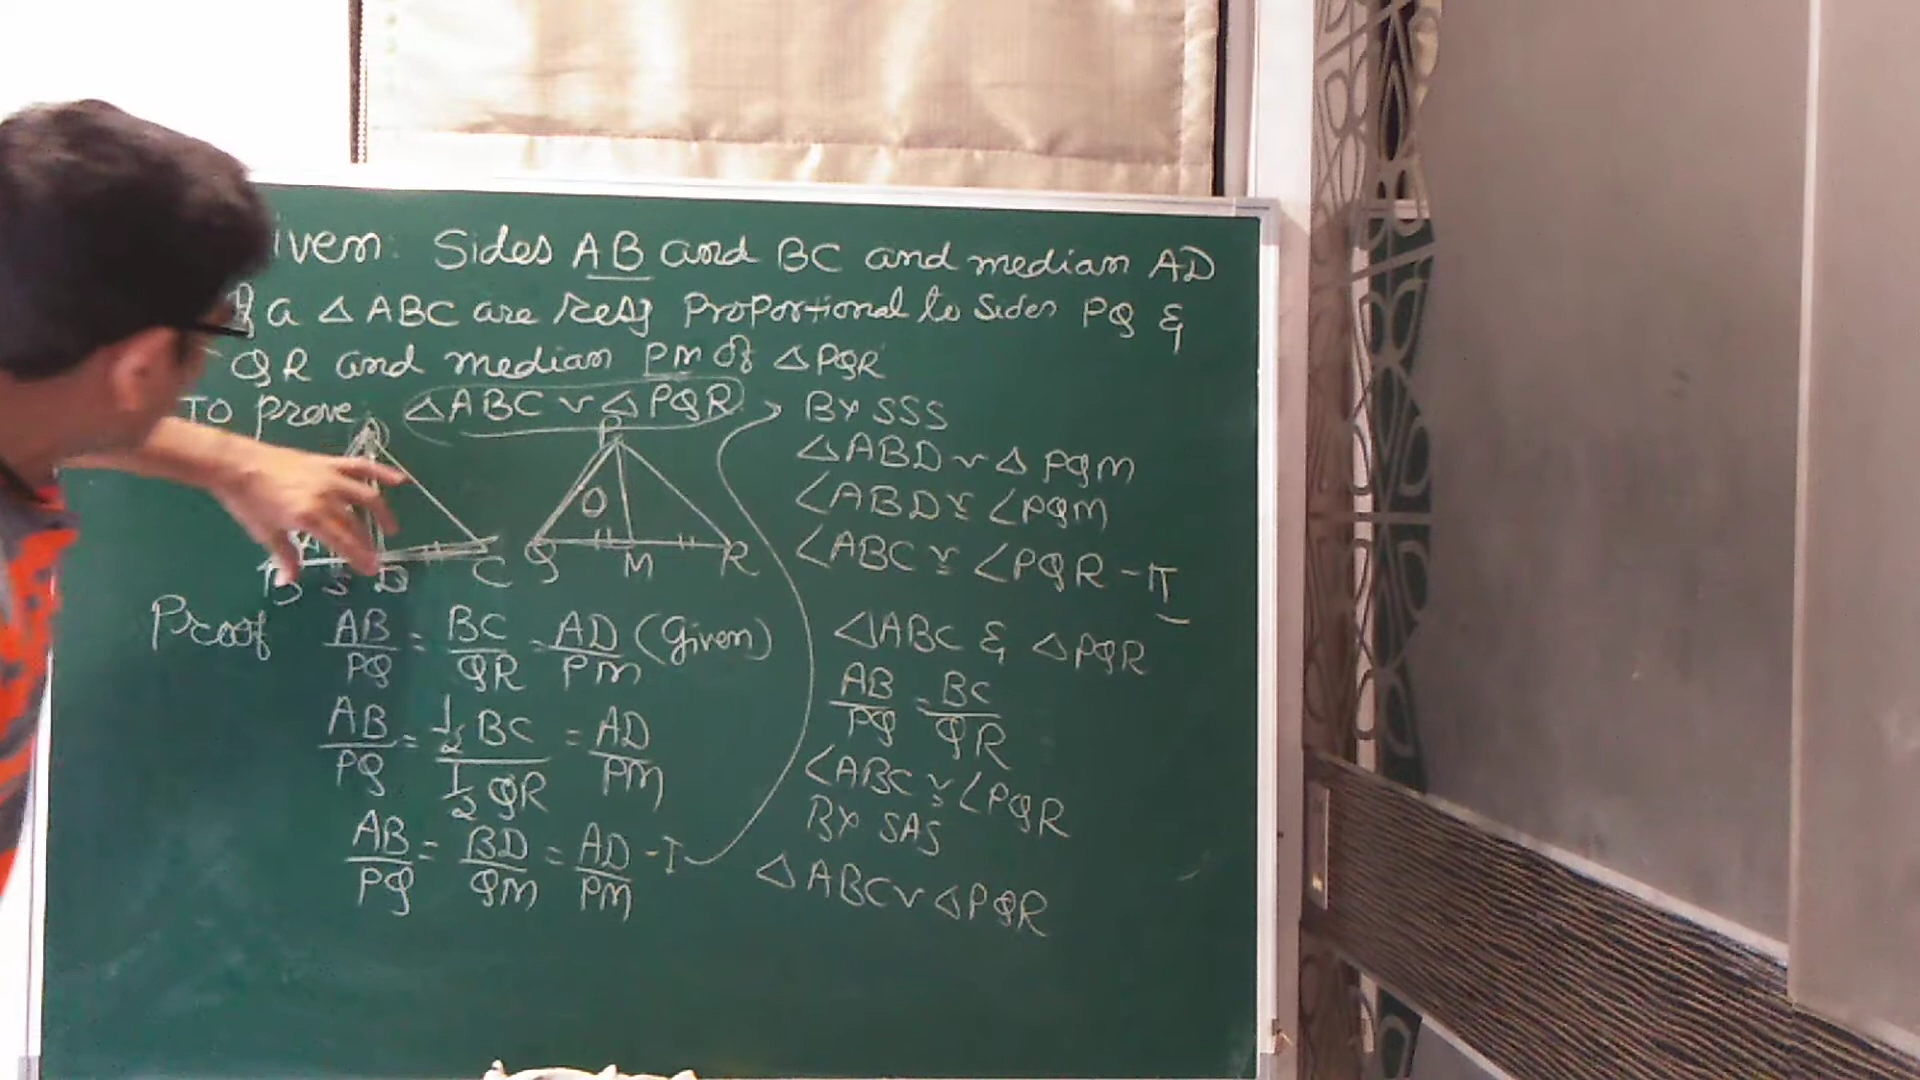 iven: Sides AB and BC and median AD
a △ABC are resp Proportional to Sides PQ &
QR and median PM of △PQR
To prove △ABC ~ △PQR
A
P
B D C Q M R
Proof AB/PQ = BC/QR = AD/PM (Given)
AB/PQ = ½BC/½QR = AD/PM
AB/PQ = BD/QM = AD/PM - I
By SSS
△ABD ~ △PQM
∠ABD ≅ ∠PQM
∠ABC ≅ ∠PQR - II
△ABC & △PQR
AB/PQ = BC/QR
∠ABC ≅ ∠PQR
By SAS
△ABC ~ △PQR